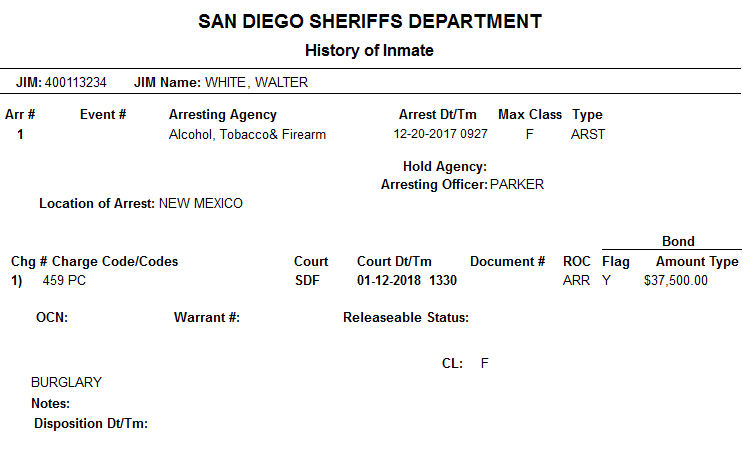 SAN DIEGO SHERIFFS DEPARTMENT
History of Inmate
JIM: 400113234 JIM Name: WHITE, WALTER
Arr # Event # Arresting Agency Arrest Dt/Tm Max Class Type
1 Alcohol, Tobacco& Firearm 12-20-2017 0927 F ARST
Hold Agency:
Arresting Officer: PARKER
Location of Arrest: NEW MEXICO
Bond
Chg # Charge Code/Codes Court Court Dt/Tm Document # ROC Flag Amount Type
1) 459 PC SDF 01-12-2018 1330 ARR Y $37,500.00
OCN: Warrant #: Releaseable Status:
CL: F
BURGLARY
Notes:
Disposition Dt/Tm: